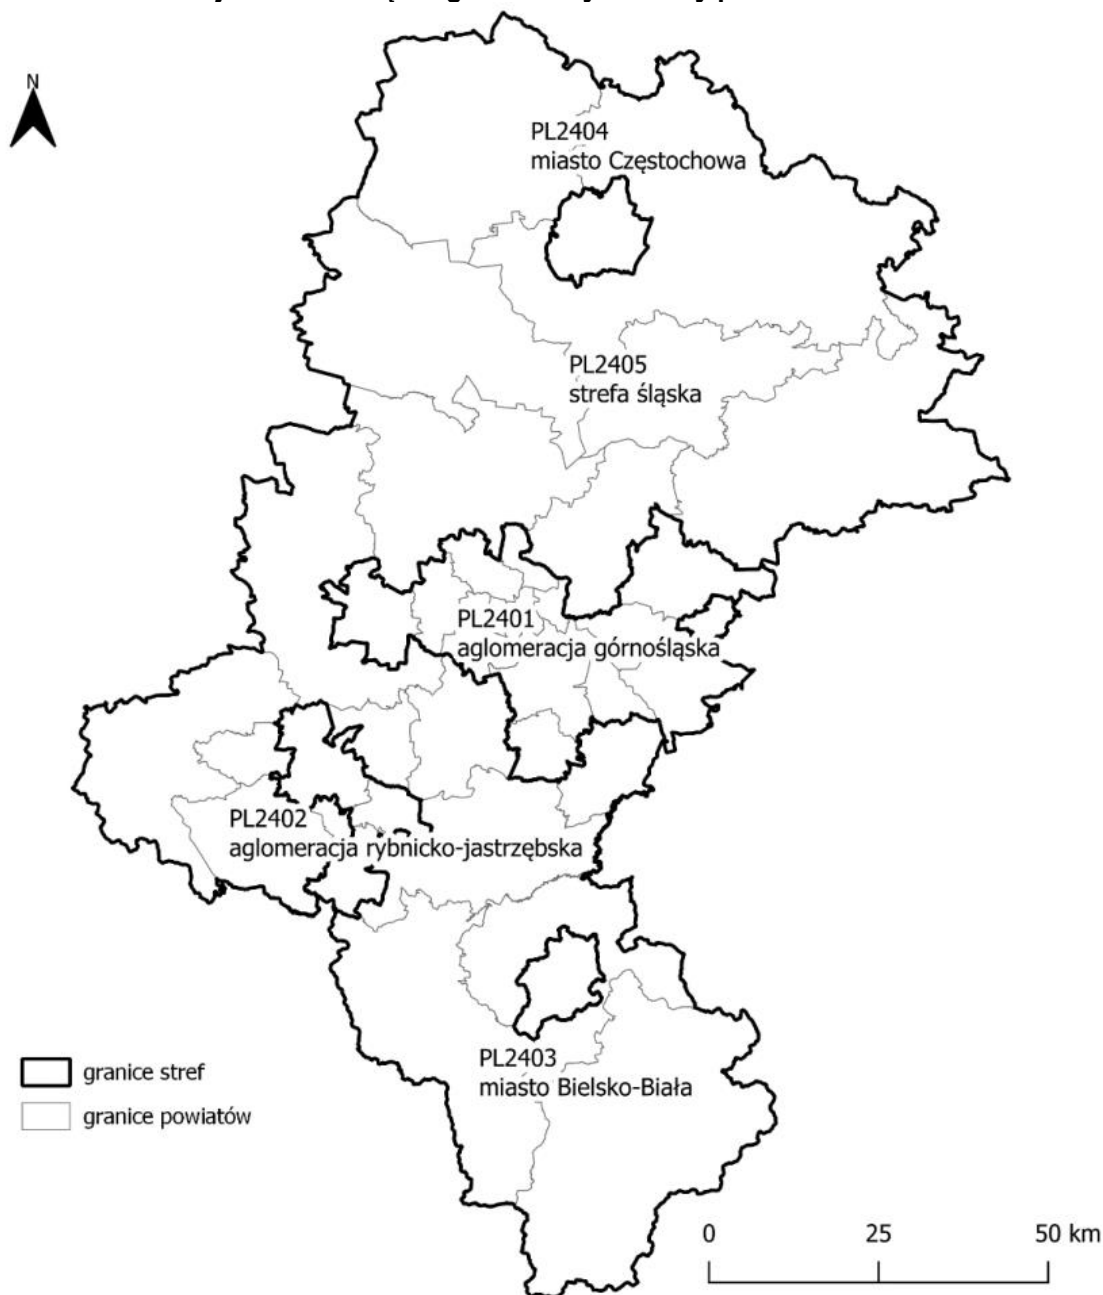 N
PL2404
miasto Częstochowa
PL2405
strefa śląska
PL2401
aglomeracja górnośląska
PL2402
aglomeracja rybnicko-jastrzębska
PL2403
miasto Bielsko-Biała
granice stref
granice powiatów
0 25 50 km